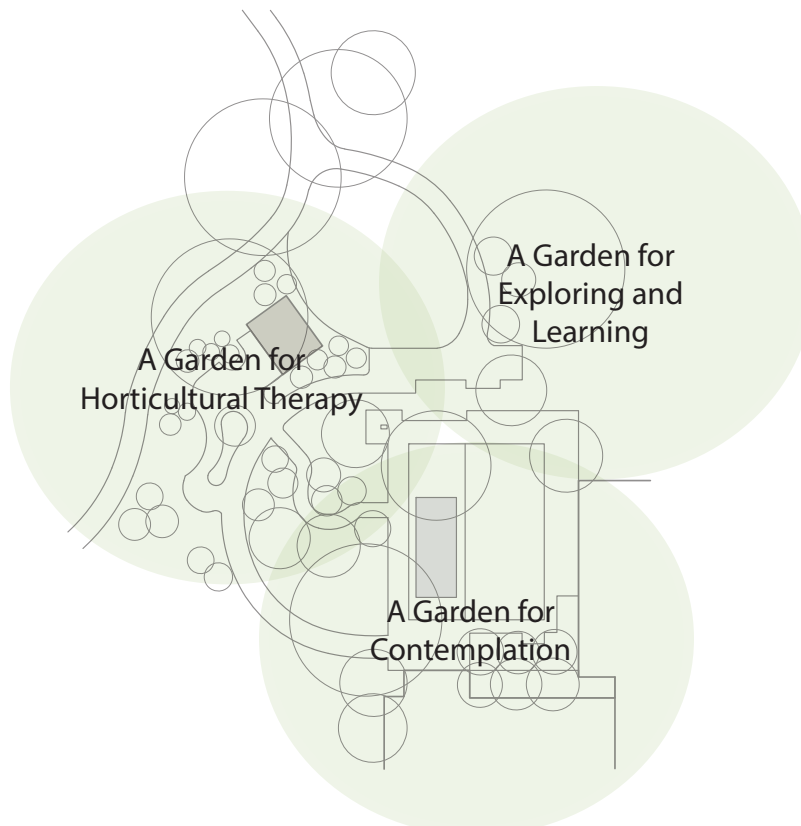 A Garden for
Exploring and
Learning
A Garden for
Horticultural Therapy
A Garden for
Contemplation